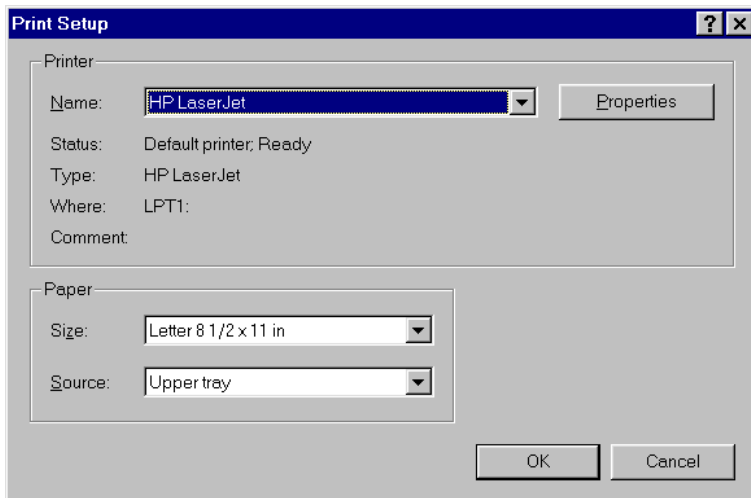 Print Setup
Printer
Name: HP LaserJet Properties
Status: Default printer; Ready
Type: HP LaserJet
Where: LPT1:
Comment:
Paper
Size: Letter 8 1/2 x 11 in
Source: Upper tray
OK Cancel